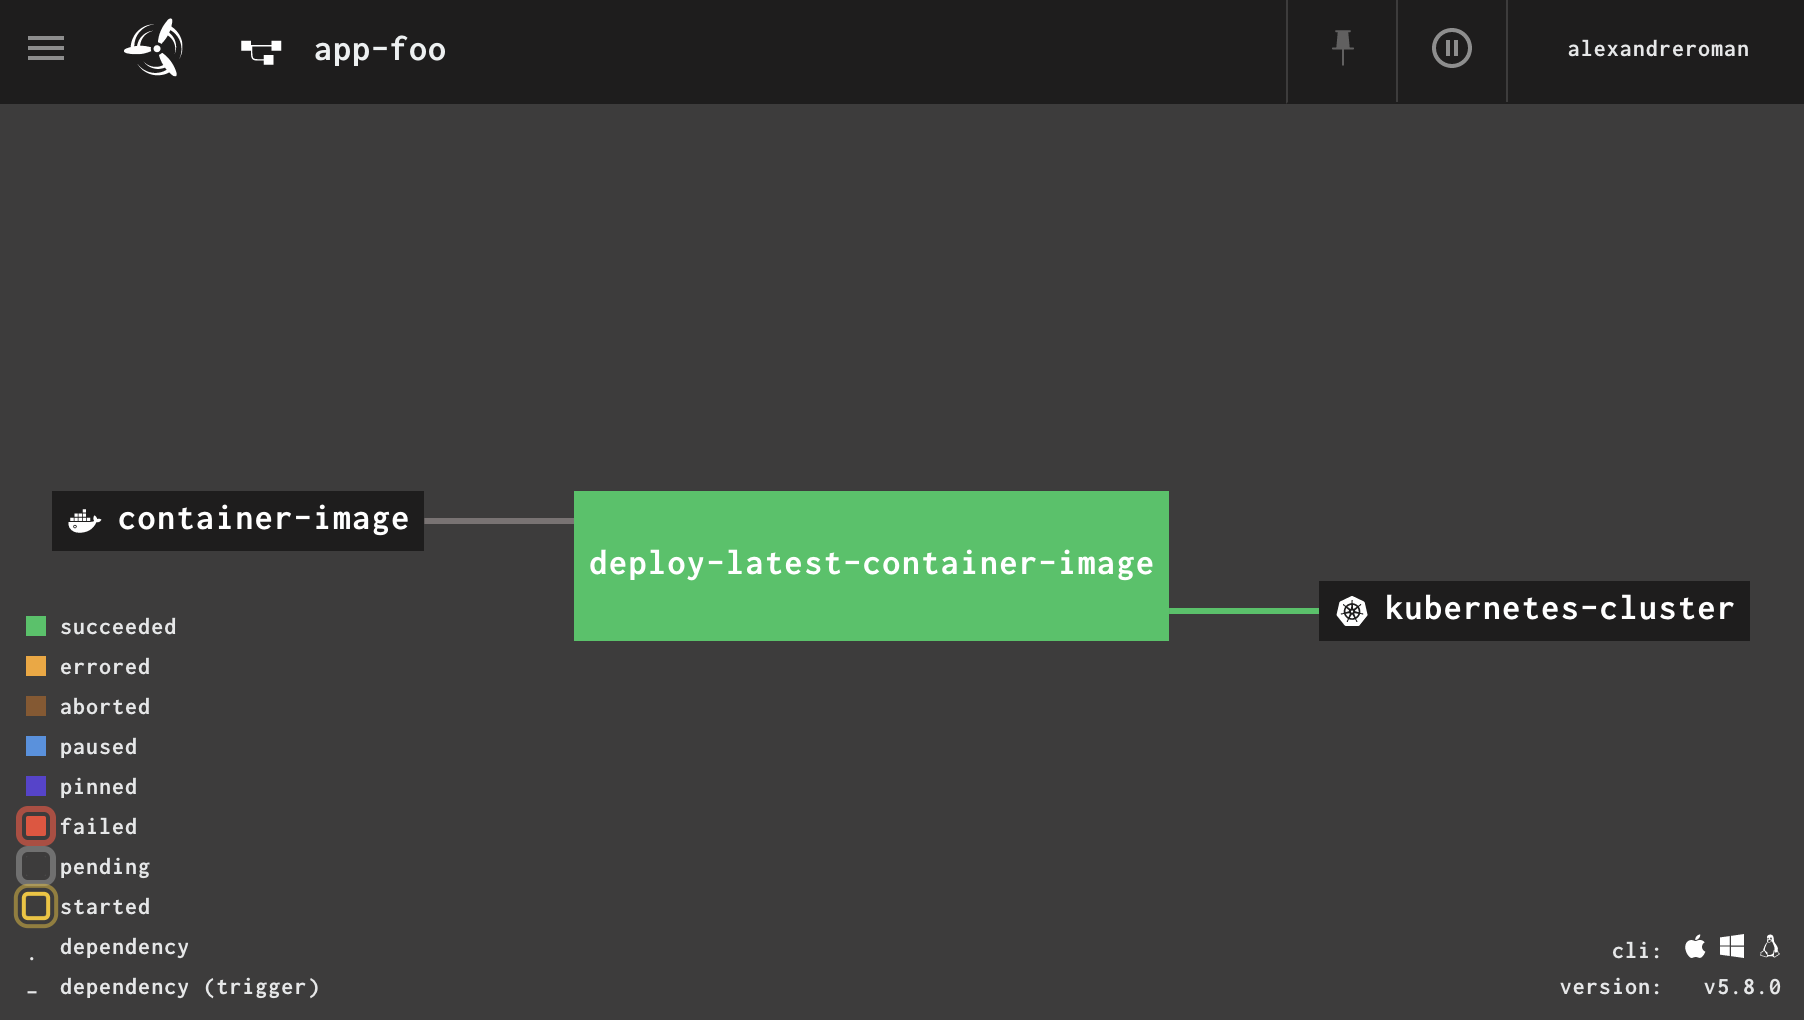 app-foo
alexandreroman
container-image
deploy-latest-container-image
kubernetes-cluster
succeeded
errored
aborted
paused
pinned
failed
pending
started
. dependency
- dependency (trigger)
cli:
version: v5.8.0